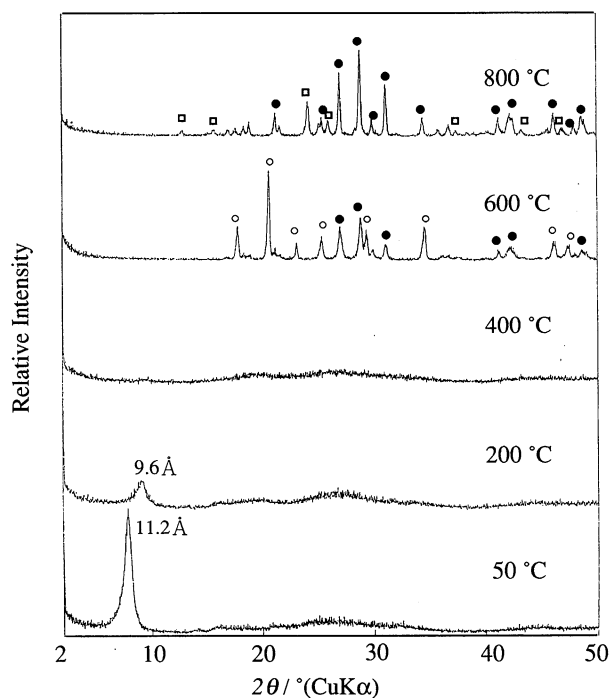 800 °C
600 °C
400 °C
200 °C
9.6 Å
11.2 Å
50 °C
Relative Intensity
2 10 20 30 40 50
2θ / °(CuKα)